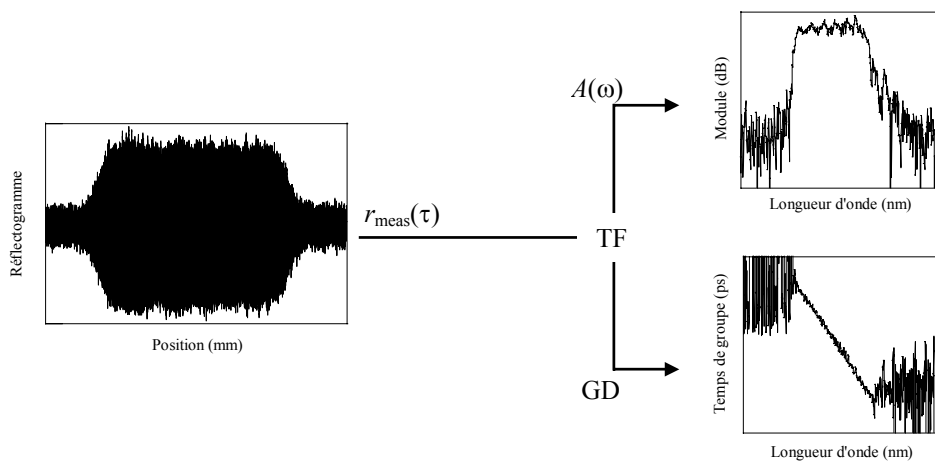 Réflectogramme
Position (mm)
r_meas(τ)
TF
A(ω)
GD
Module (dB)
Longueur d'onde (nm)
Temps de groupe (ps)
Longueur d'onde (nm)